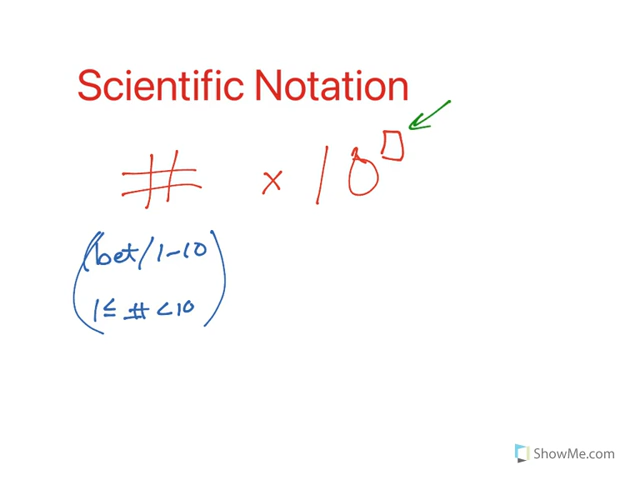 Scientific Notation
# × 10▯
(bet/1-10
1 ≤ # < 10)
ShowMe.com